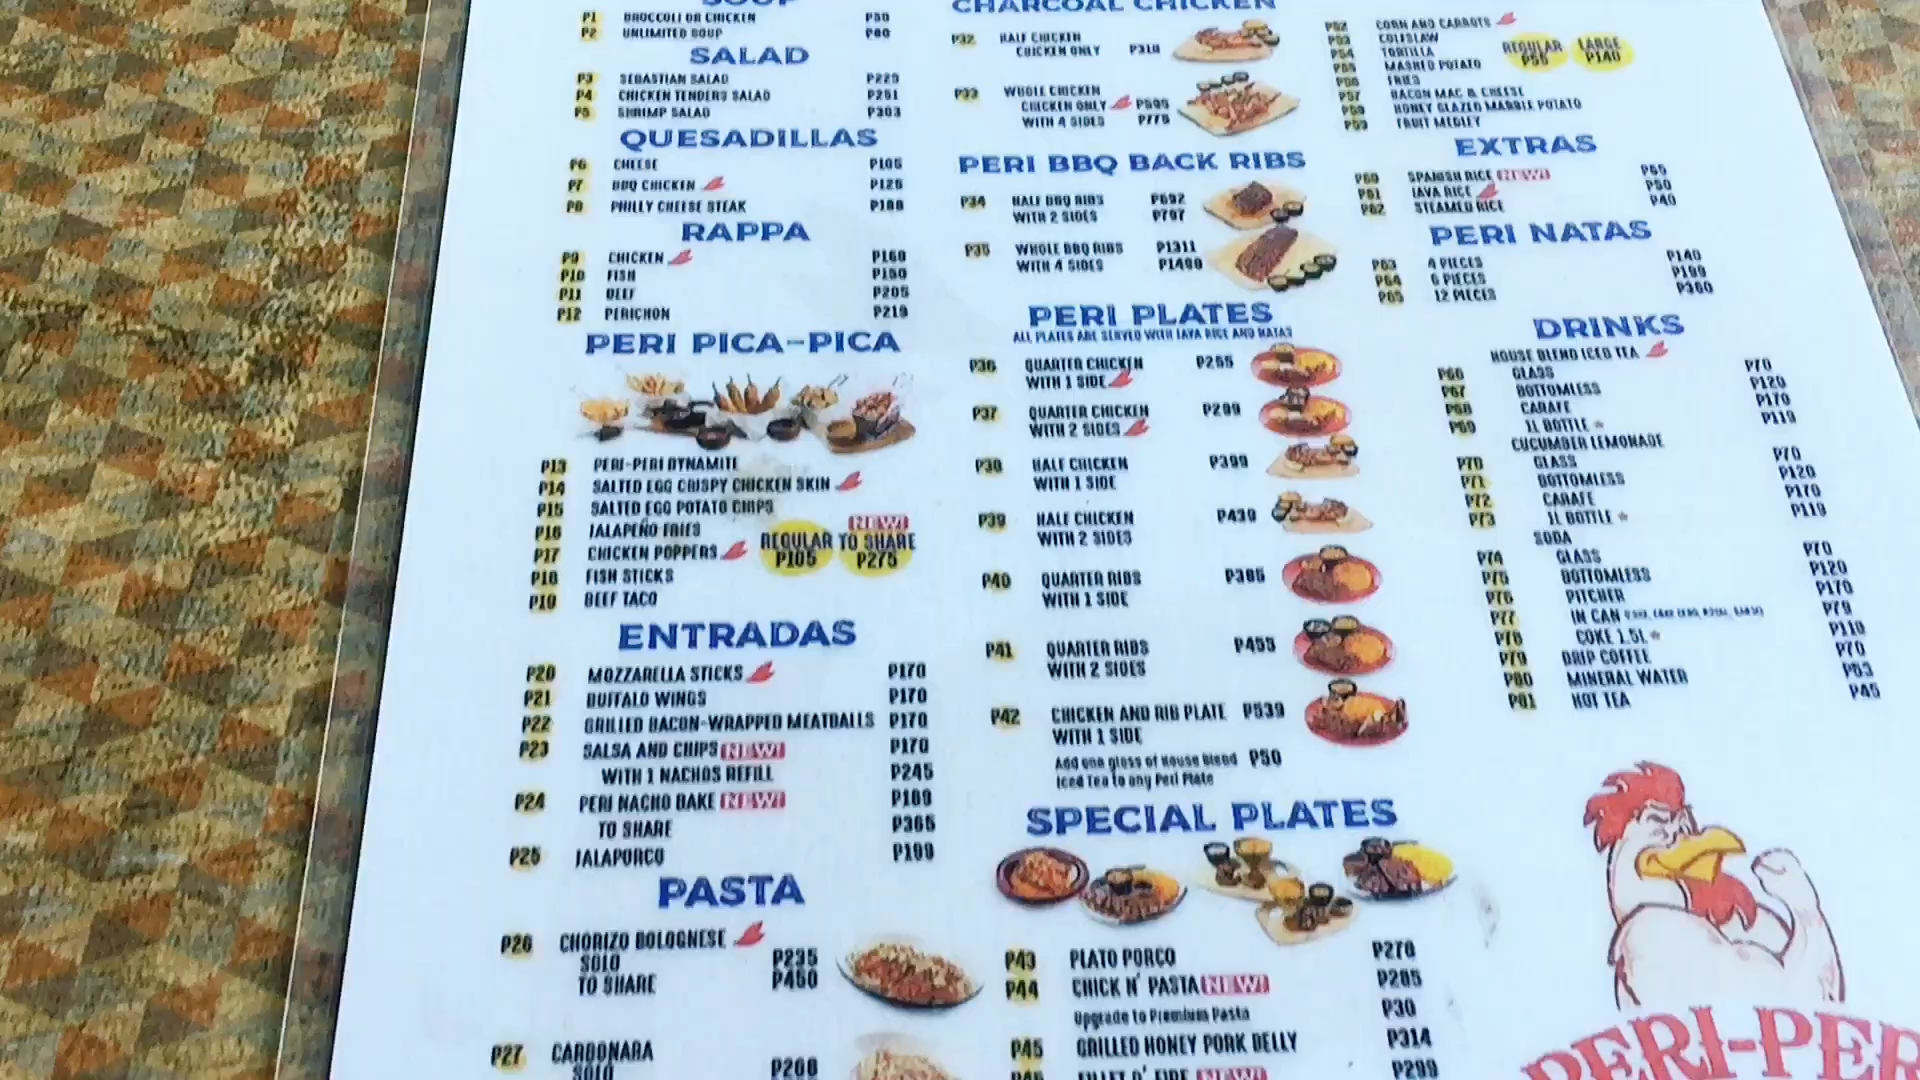 SOUP
P1 BROCCOLI OR CHICKEN P50
P2 UNLIMITED SOUP P80
SALAD
P3 SEBASTIAN SALAD P229
P4 CHICKEN TENDERS SALAD P251
P5 SHRIMP SALAD P303
QUESADILLAS
P6 CHEESE P105
P7 BBQ CHICKEN P125
P8 PHILLY CHEESE STEAK P188
RAPPA
P9 CHICKEN P160
P10 FISH P150
P11 BEEF P205
P12 PERICHON P219
PERI PICA-PICA
P13 PERI-PERI DYNAMITE
P14 SALTED EGG CRISPY CHICKEN SKIN
P15 SALTED EGG POTATO CHIPS
P16 JALAPEÑO FRIES
P17 CHICKEN POPPERS
P18 FISH STICKS
P19 BEEF TACO
NEW!
REGULAR TO SHARE
P105 P275
ENTRADAS
P20 MOZZARELLA STICKS P170
P21 BUFFALO WINGS P170
P22 GRILLED BACON-WRAPPED MEATBALLS P170
P23 SALSA AND CHIPS NEW! P170
WITH 1 NACHOS REFILL P245
P24 PERI NACHO BAKE NEW! P189
TO SHARE P365
P25 JALAPORCO P199
PASTA
P26 CHORIZO BOLOGNESE
SOLO P235
TO SHARE P450
P27 CARBONARA
SOLO P208
CHARCOAL CHICKEN
P32 HALF CHICKEN
CHICKEN ONLY P310
P33 WHOLE CHICKEN
CHICKEN ONLY P595
WITH 4 SIDES P775
PERI BBQ BACK RIBS
P34 HALF BBQ RIBS P692
WITH 2 SIDES P797
P35 WHOLE BBQ RIBS P1311
WITH 4 SIDES P1490
PERI PLATES
ALL PLATES ARE SERVED WITH JAVA RICE AND NATAS
P36 QUARTER CHICKEN P255
WITH 1 SIDE
P37 QUARTER CHICKEN P299
WITH 2 SIDES
P38 HALF CHICKEN P399
WITH 1 SIDE
P39 HALF CHICKEN P439
WITH 2 SIDES
P40 QUARTER RIBS P385
WITH 1 SIDE
P41 QUARTER RIBS P455
WITH 2 SIDES
P42 CHICKEN AND RIB PLATE P539
WITH 1 SIDE
Add one glass of House Blend P50
Iced Tea to any Peri Plate
SPECIAL PLATES
P43 PLATO PORCO P270
P44 CHICK N' PASTA NEW! P285
Upgrade to Premium Pasta P30
P45 GRILLED HONEY PORK BELLY P314
P46 FILLET O' FIRE NEW! P299
P52 CORN AND CARROTS
P53 COLESLAW
P54 TORTILLA
P55 MASHED POTATO
P56 FRIES
P57 BACON MAC & CHEESE
P58 HONEY GLAZED MARBLE POTATO
P59 FRUIT MEDLEY
REGULAR LARGE
P55 P140
EXTRAS
P60 SPANISH RICE NEW! P55
P61 JAVA RICE P50
P62 STEAMED RICE P40
PERI NATAS
P63 4 PIECES P140
P64 6 PIECES P199
P65 12 PIECES P360
DRINKS
HOUSE BLEND ICED TEA
P66 GLASS P70
P67 BOTTOMLESS P120
P68 CARAFE P170
P69 1L BOTTLE P119
CUCUMBER LEMONADE
P70 GLASS P70
P71 BOTTOMLESS P120
P72 CARAFE P170
P73 1L BOTTLE P119
SODA
P74 GLASS P70
P75 BOTTOMLESS P120
P76 PITCHER P170
P77 IN CAN P79
P78 COKE 1.5L P110
P79 DRIP COFFEE P70
P80 MINERAL WATER P63
P81 HOT TEA P45
PERI-PER